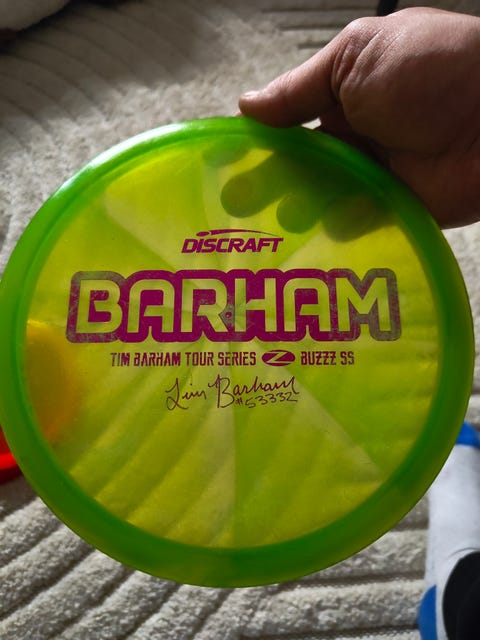 DISCRAFT
BARHAM
TIM BARHAM TOUR SERIES Z BUZZZ SS
Tim Barham
#53332